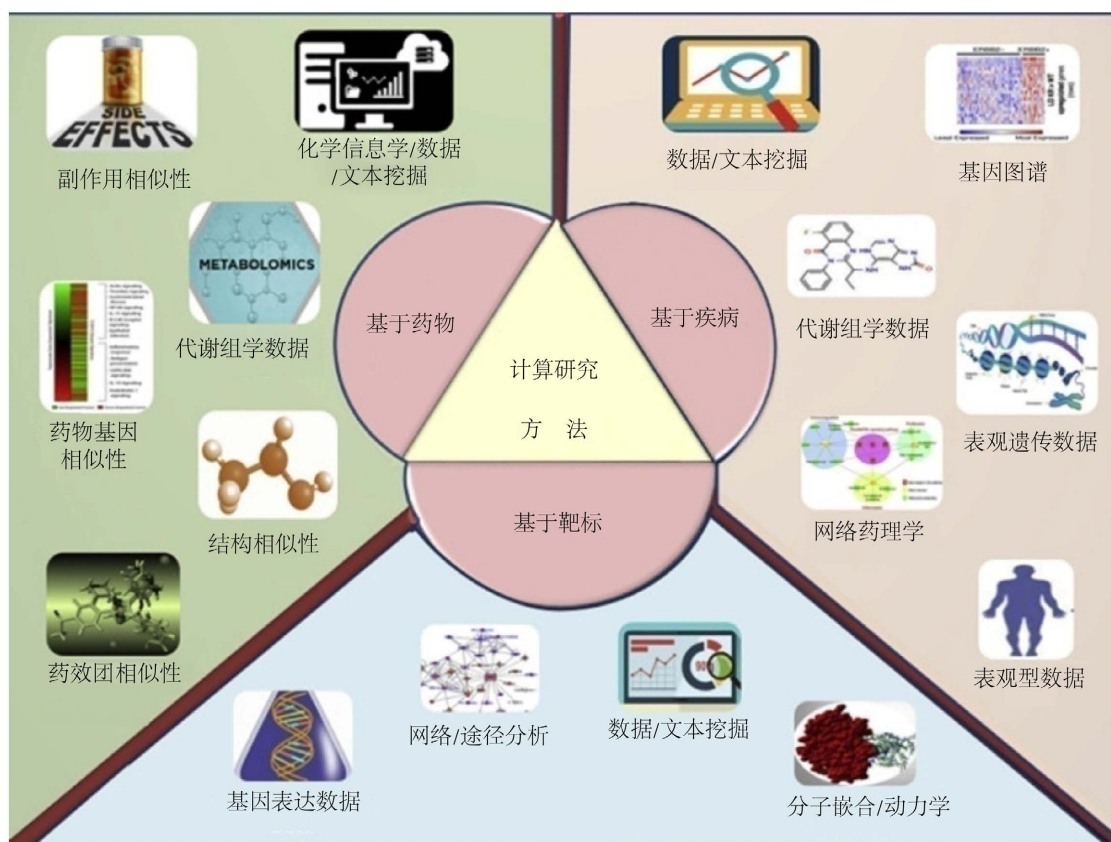 SIDE
EFFECTS
副作用相似性
化学信息学/数据
/文本挖掘
METABOLOMICS
代谢组学数据
药物基因
相似性
结构相似性
药效团相似性
基于药物
基于疾病
计算研究
方 法
基于靶标
数据/文本挖掘
Least Expressed
Most Expressed
基因图谱
代谢组学数据
表观遗传数据
网络药理学
表观型数据
基因表达数据
网络/途径分析
数据/文本挖掘
分子嵌合/动力学